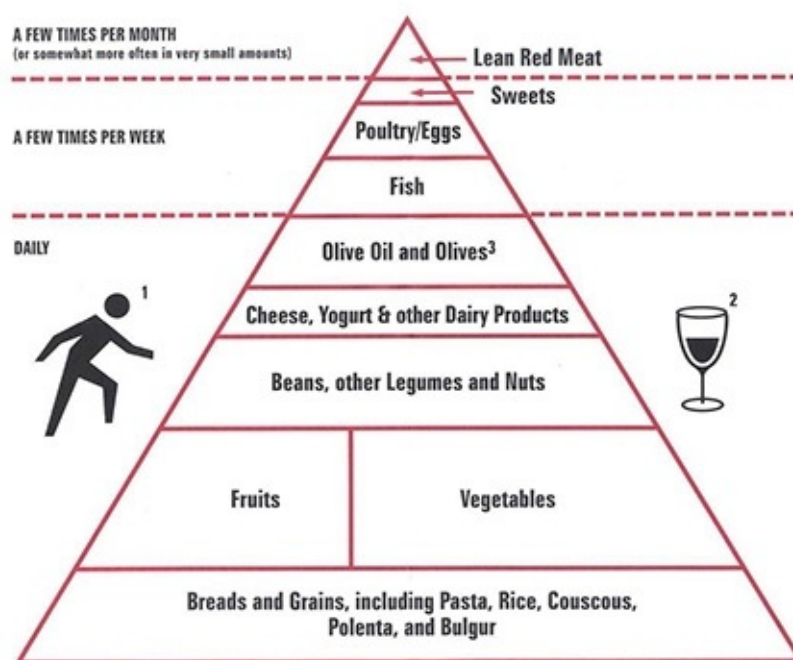 A FEW TIMES PER MONTH
(or somewhat more often in very small amounts)
Lean Red Meat
Sweets
A FEW TIMES PER WEEK
Poultry/Eggs
Fish
DAILY
Olive Oil and Olives³
1
2
Cheese, Yogurt & other Dairy Products
Beans, other Legumes and Nuts
Fruits
Vegetables
Breads and Grains, including Pasta, Rice, Couscous,
Polenta, and Bulgur